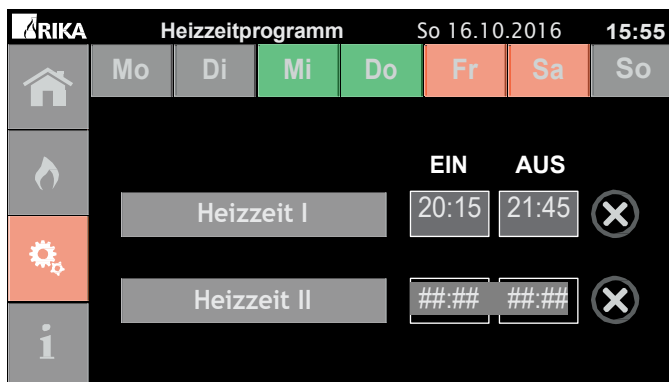 RIKA Heizzeitprogramm So 16.10.2016 15:55
Mo Di Mi Do Fr Sa So
EIN AUS
Heizzeit I 20:15 21:45
Heizzeit II ##:## ##:##
i